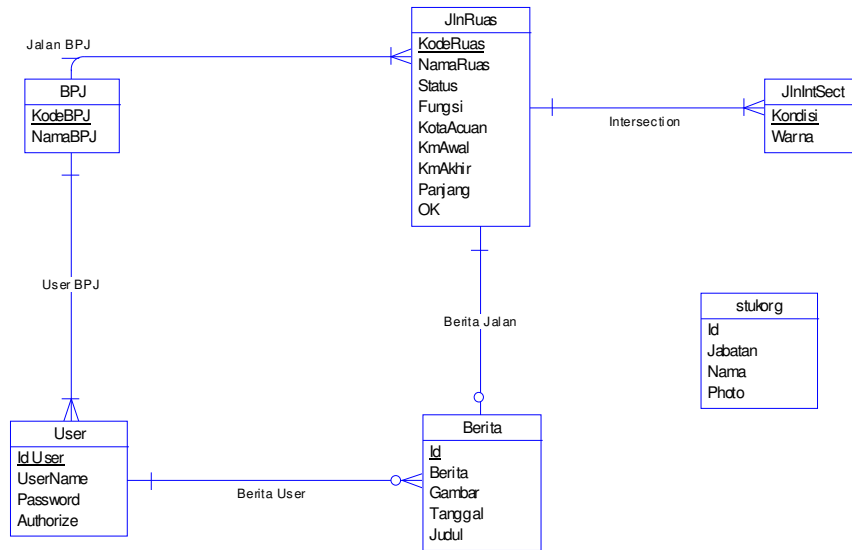 JlnRuas
KodeRuas
NamaRuas
Status
Fungsi
KotaAcuan
KmAwal
KmAkhir
Panjang
OK
Jalan BPJ
BPJ
KodeBPJ
NamaBPJ
JlnIntSect
Kondisi
Warna
Intersection
User BPJ
Berita Jalan
stukorg
Id
Jabatan
Nama
Photo
User
Id User
UserName
Password
Authorize
Berita User
Berita
Id
Berita
Gambar
Tanggal
Judul